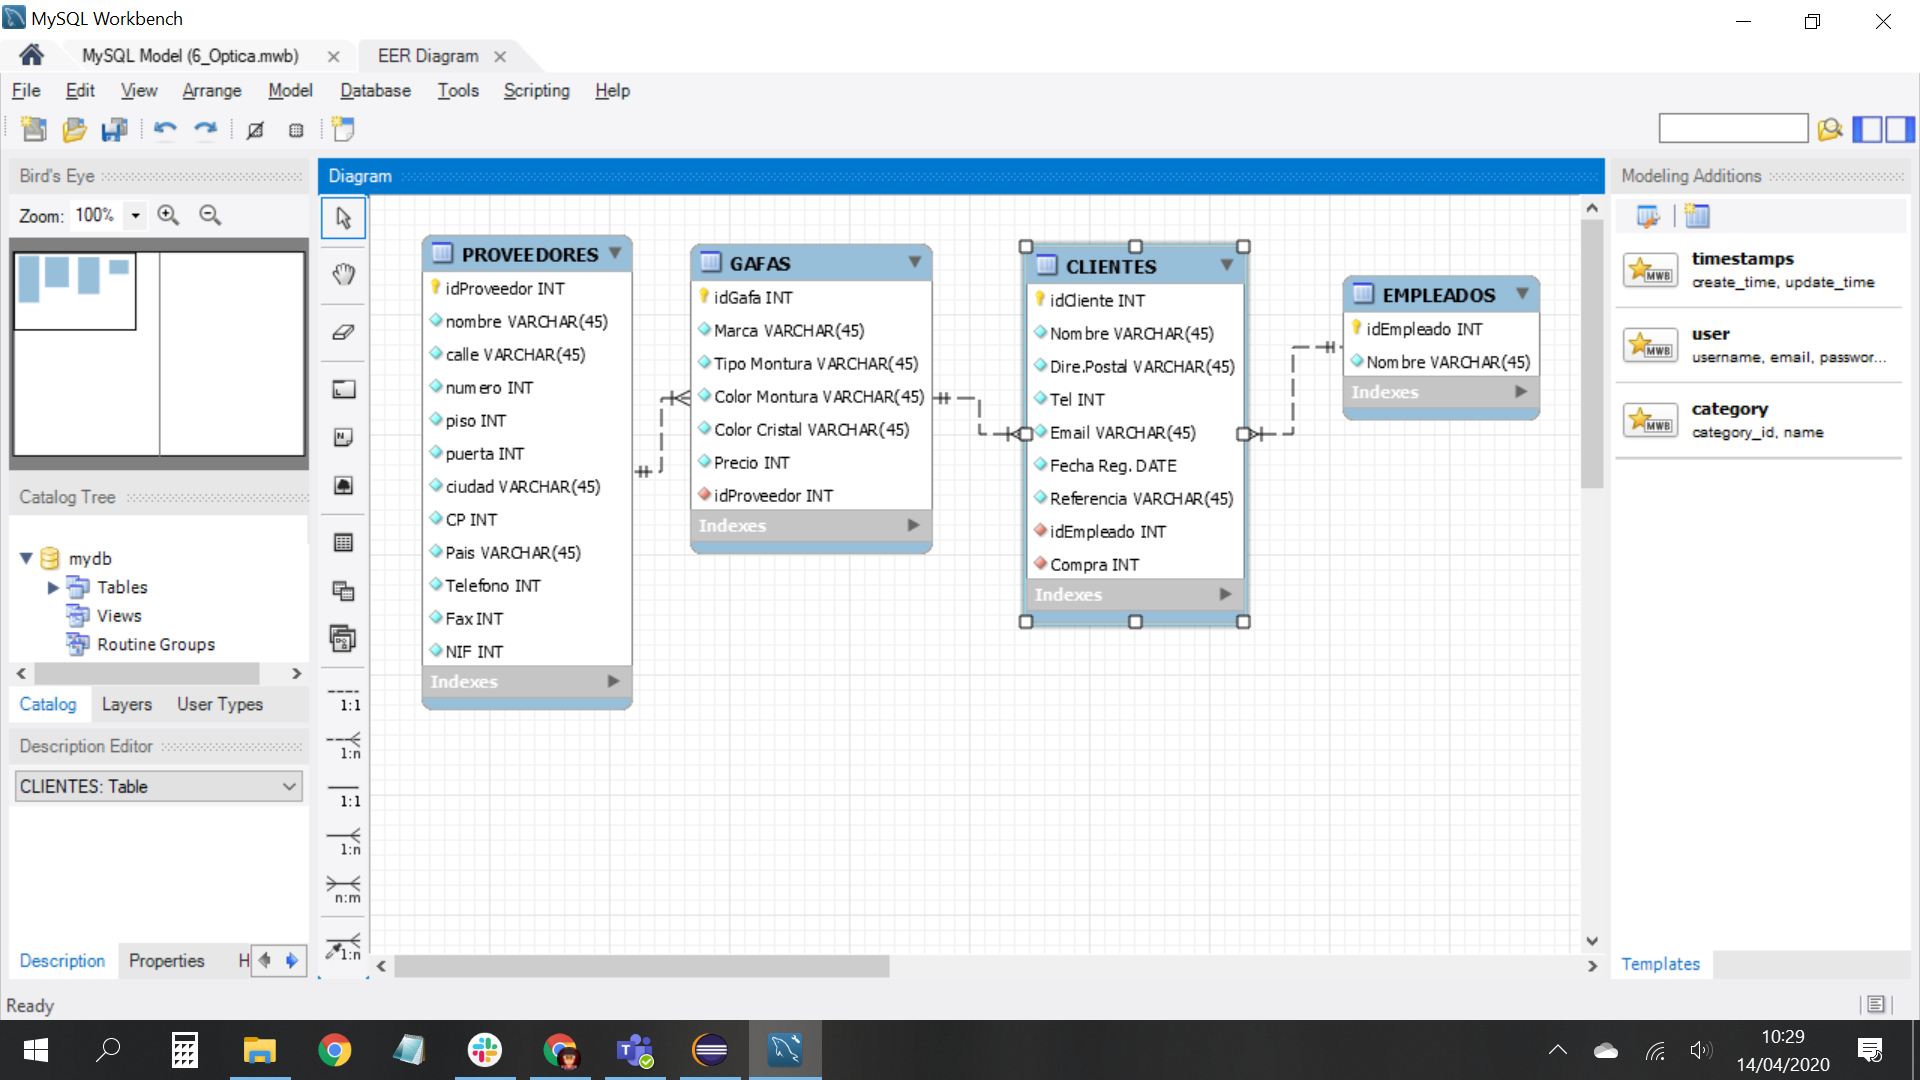 MySQL Workbench
MySQL Model (6_Optica.mwb)
EER Diagram
File Edit View Arrange Model Database Tools Scripting Help
Bird's Eye
Zoom: 100%
Catalog Tree
mydb
Tables
Views
Routine Groups
Catalog Layers User Types
Description Editor
CLIENTES: Table
Description Properties H
Ready
Diagram
1:1
1:n
1:1
1:n
n:m
1:n
PROVEEDORES
idProveedor INT
nombre VARCHAR(45)
calle VARCHAR(45)
numero INT
piso INT
puerta INT
ciudad VARCHAR(45)
CP INT
Pais VARCHAR(45)
Telefono INT
Fax INT
NIF INT
Indexes
GAFAS
idGafa INT
Marca VARCHAR(45)
Tipo Montura VARCHAR(45)
Color Montura VARCHAR(45)
Color Cristal VARCHAR(45)
Precio INT
idProveedor INT
Indexes
CLIENTES
idCliente INT
Nombre VARCHAR(45)
Dire.Postal VARCHAR(45)
Tel INT
Email VARCHAR(45)
Fecha Reg. DATE
Referencia VARCHAR(45)
idEmpleado INT
Compra INT
Indexes
EMPLEADOS
idEmpleado INT
Nombre VARCHAR(45)
Indexes
Modeling Additions
MWB
timestamps
create_time, update_time
MWB
user
username, email, passwor...
MWB
category
category_id, name
Templates
10:29
14/04/2020